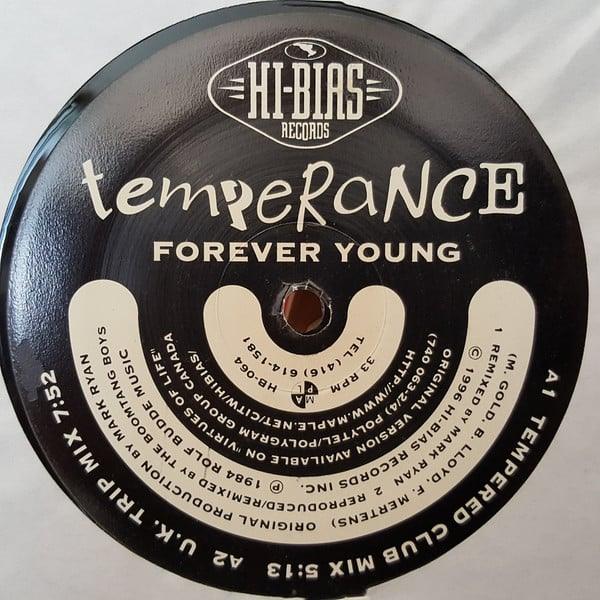 HI-BIAS
RECORDS
temperance
FOREVER YOUNG
A1 TEMPERED CLUB MIX 5:13 A2 U.K. TRIP MIX 7:52
(M. GOLD, B. LLOYD, F. MERTENS) ORIGINAL PRODUCTION BY MARK RYAN
1 REMIXED BY MARK RYAN 2 REPRODUCED/REMIXED BY THE BOOMTANG BOYS
© 1996 HI-BIAS RECORDS INC. ℗ 1984 RALF BUDDE MUSIC
ORIGINAL VERSION AVAILABLE ON "VIRTUES OF LIFE"
(740 063-2/4) POLYTEL/POLYGRAM GROUP CANADA
HTTP://WWW.MAPLE.NET/CITY/HIBIAS/
33 RPM
M A
P L
HB-064
TEL (416) 614-1581